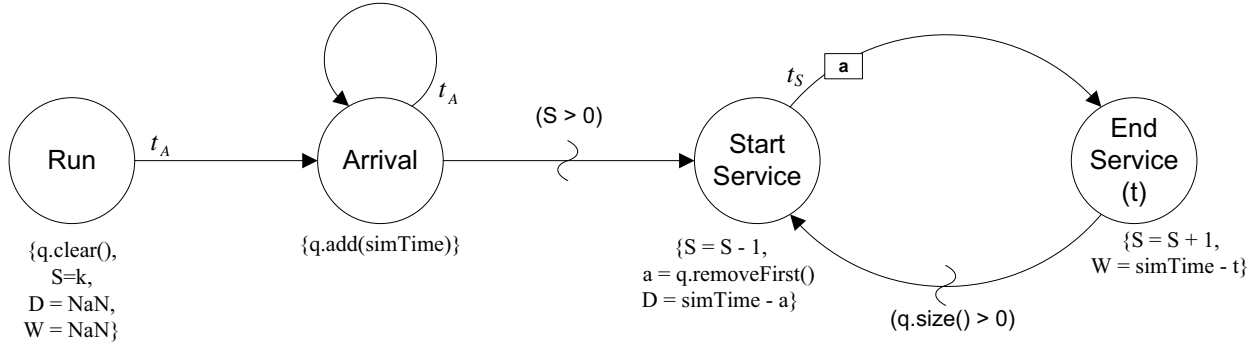 Run
{q.clear(),
S=k,
D = NaN,
W = NaN}
t_A
Arrival
{q.add(simTime)}
t_A
(S > 0)
Start
Service
{S = S - 1,
a = q.removeFirst()
D = simTime - a}
t_S
a
End
Service
(t)
{S = S + 1,
W = simTime - t}
(q.size() > 0)